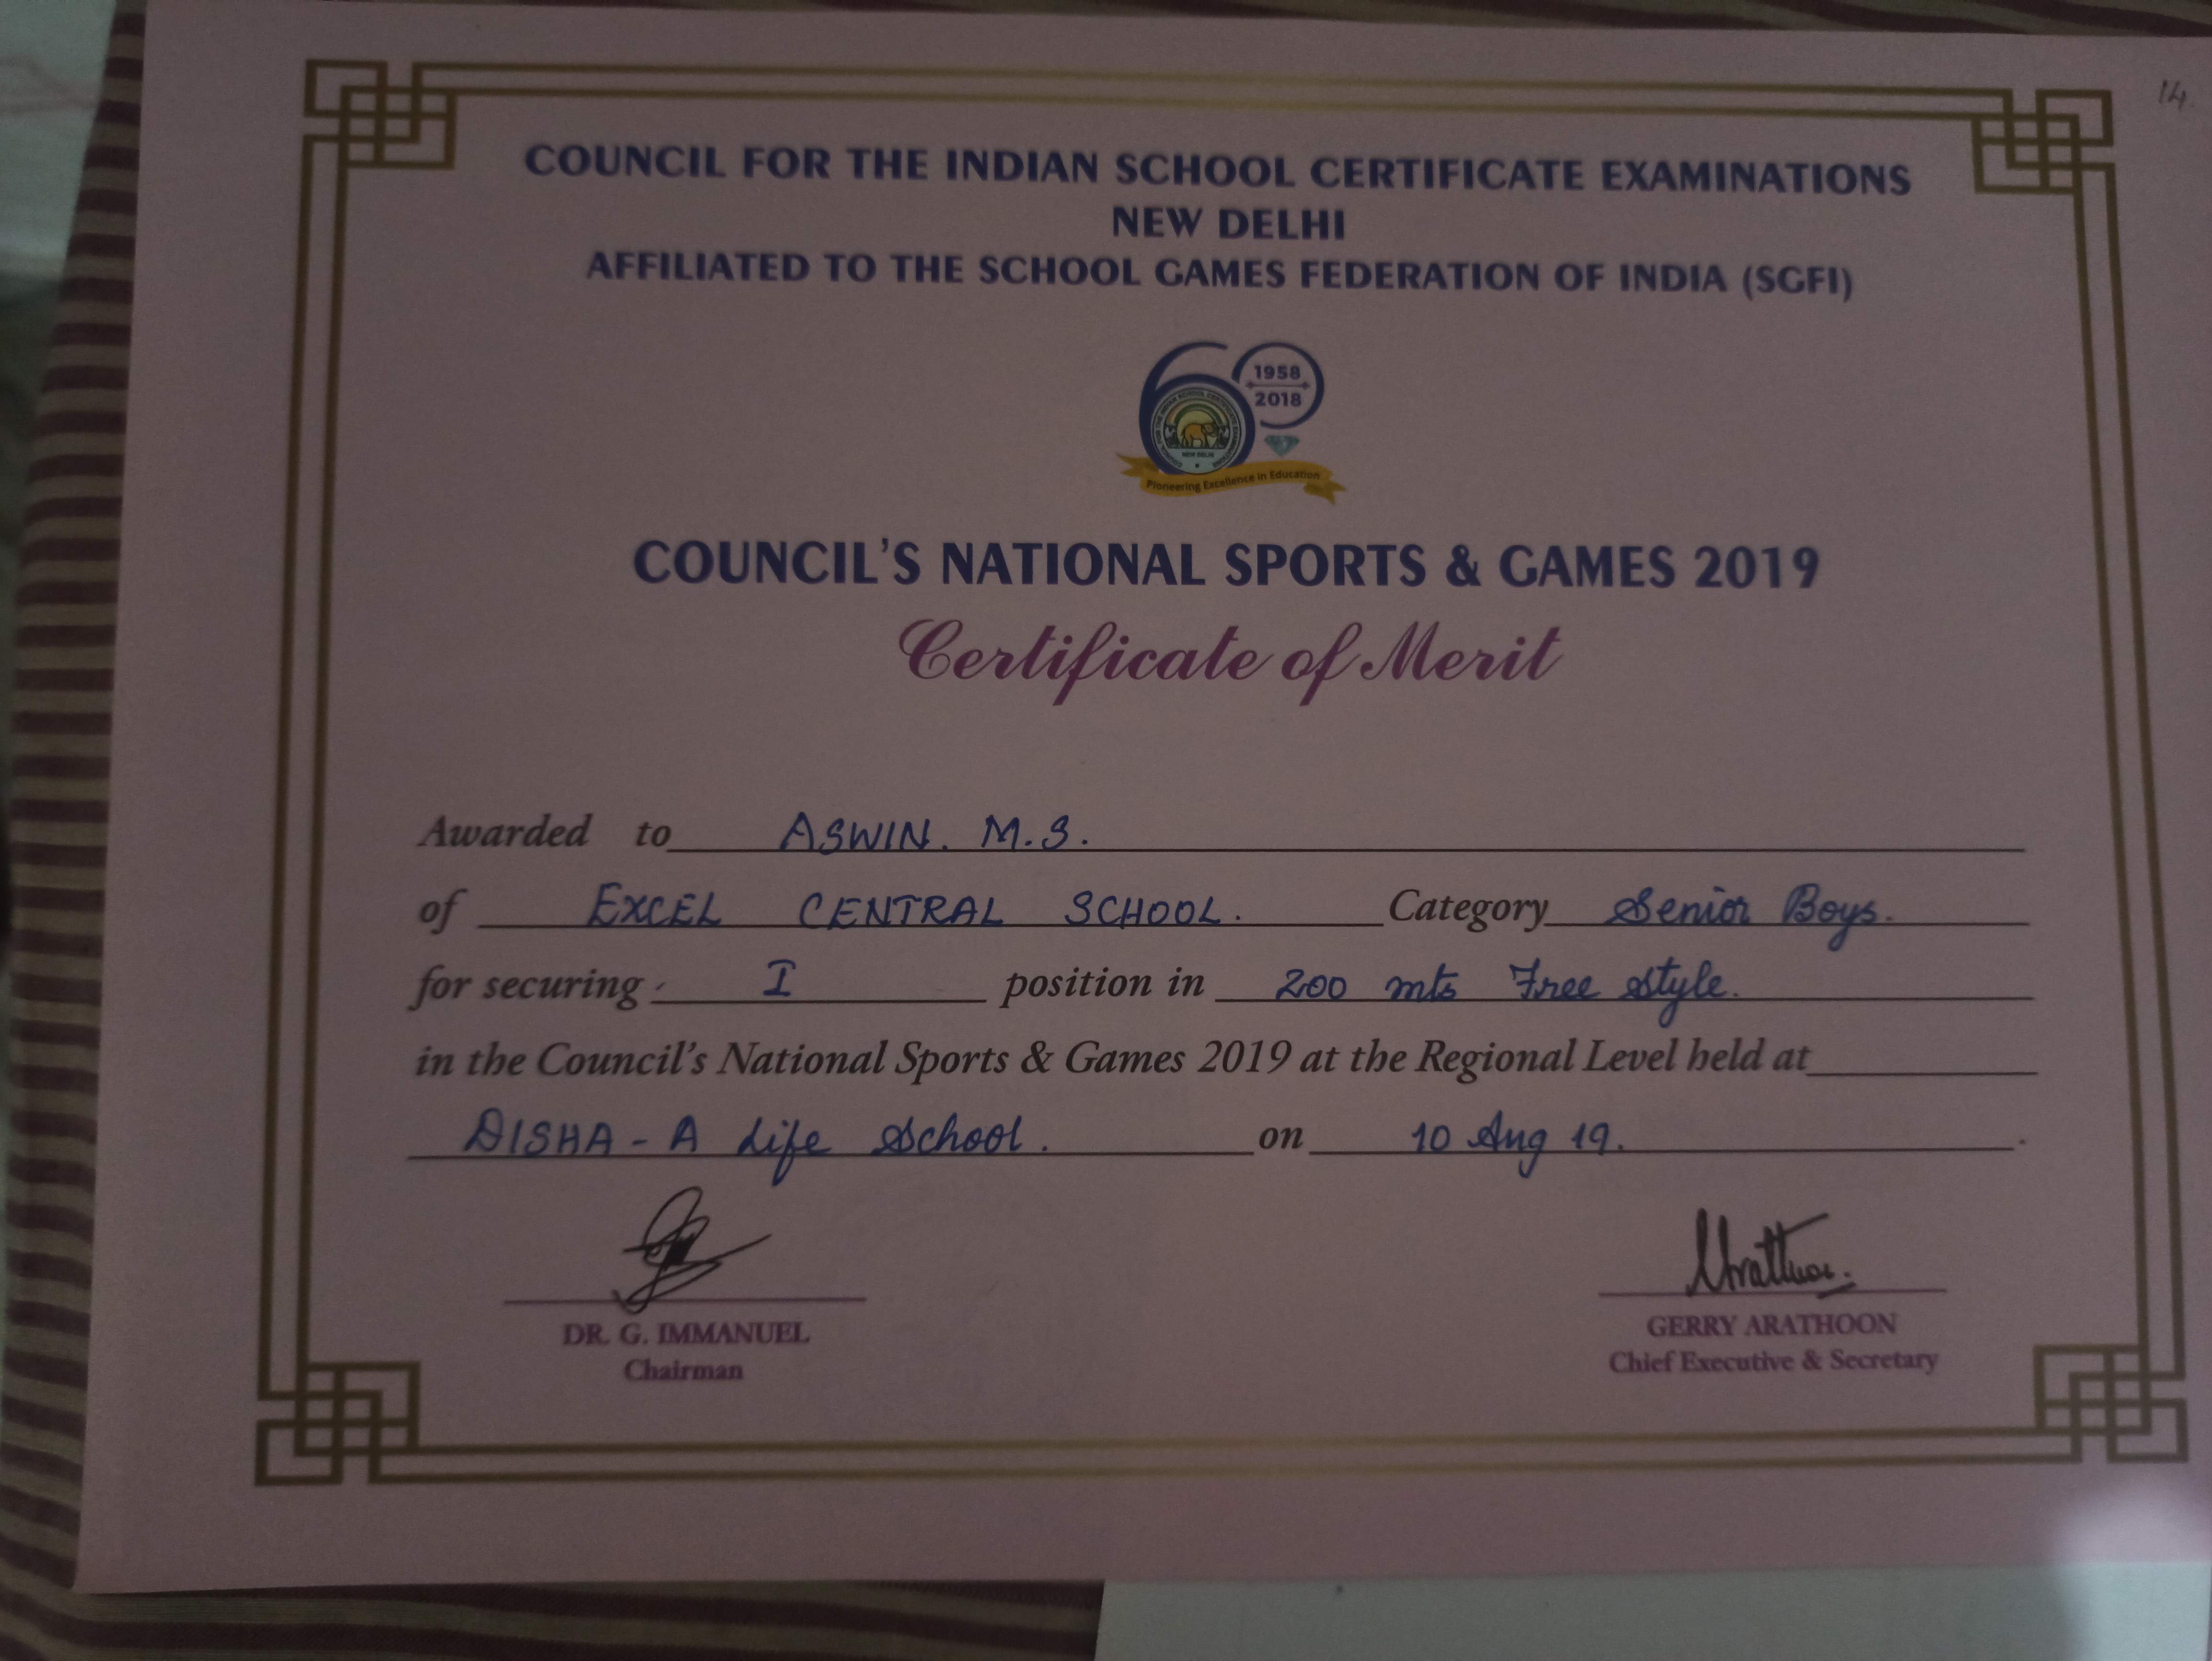 14.
COUNCIL FOR THE INDIAN SCHOOL CERTIFICATE EXAMINATIONS
NEW DELHI
AFFILIATED TO THE SCHOOL GAMES FEDERATION OF INDIA (SGFI)
1958
2018
NEW DELHI
Pioneering Excellence in Education
COUNCIL'S NATIONAL SPORTS & GAMES 2019
Certificate of Merit
Awarded to ASWIN. M.S.
of EXCEL CENTRAL SCHOOL. Category Senior Boys.
for securing I position in 200 mts Free Style.
in the Council's National Sports & Games 2019 at the Regional Level held at
DISHA - A Life School. on 10 Aug 19.
DR. G. IMMANUEL
Chairman
GERRY ARATHOON
Chief Executive & Secretary